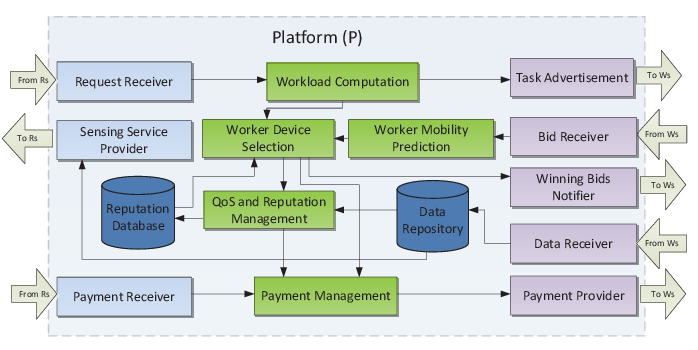 Platform (P)
From Rs
Request Receiver
Workload Computation
Task Advertisement
To Ws
To Rs
Sensing Service
Provider
Worker Device
Selection
Worker Mobility
Prediction
Bid Receiver
From Ws
Reputation
Database
QoS and Reputation
Management
Data
Repository
Winning Bids
Notifier
To Ws
Data Receiver
From Ws
From Rs
Payment Receiver
Payment Management
Payment Provider
To Ws